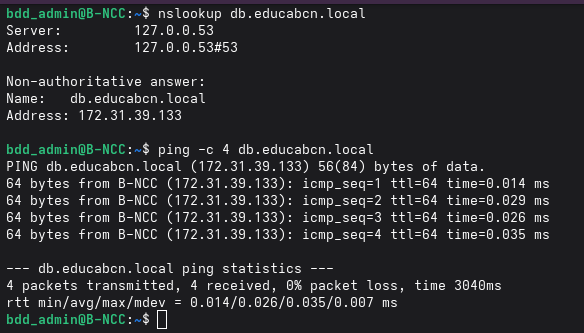 bdd_admin@B-NCC:~$ nslookup db.educabcn.local
Server:         127.0.0.53
Address:        127.0.0.53#53

Non-authoritative answer:
Name:   db.educabcn.local
Address: 172.31.39.133

bdd_admin@B-NCC:~$ ping -c 4 db.educabcn.local
PING db.educabcn.local (172.31.39.133) 56(84) bytes of data.
64 bytes from B-NCC (172.31.39.133): icmp_seq=1 ttl=64 time=0.014 ms
64 bytes from B-NCC (172.31.39.133): icmp_seq=2 ttl=64 time=0.029 ms
64 bytes from B-NCC (172.31.39.133): icmp_seq=3 ttl=64 time=0.026 ms
64 bytes from B-NCC (172.31.39.133): icmp_seq=4 ttl=64 time=0.035 ms

--- db.educabcn.local ping statistics ---
4 packets transmitted, 4 received, 0% packet loss, time 3040ms
rtt min/avg/max/mdev = 0.014/0.026/0.035/0.007 ms
bdd_admin@B-NCC:~$